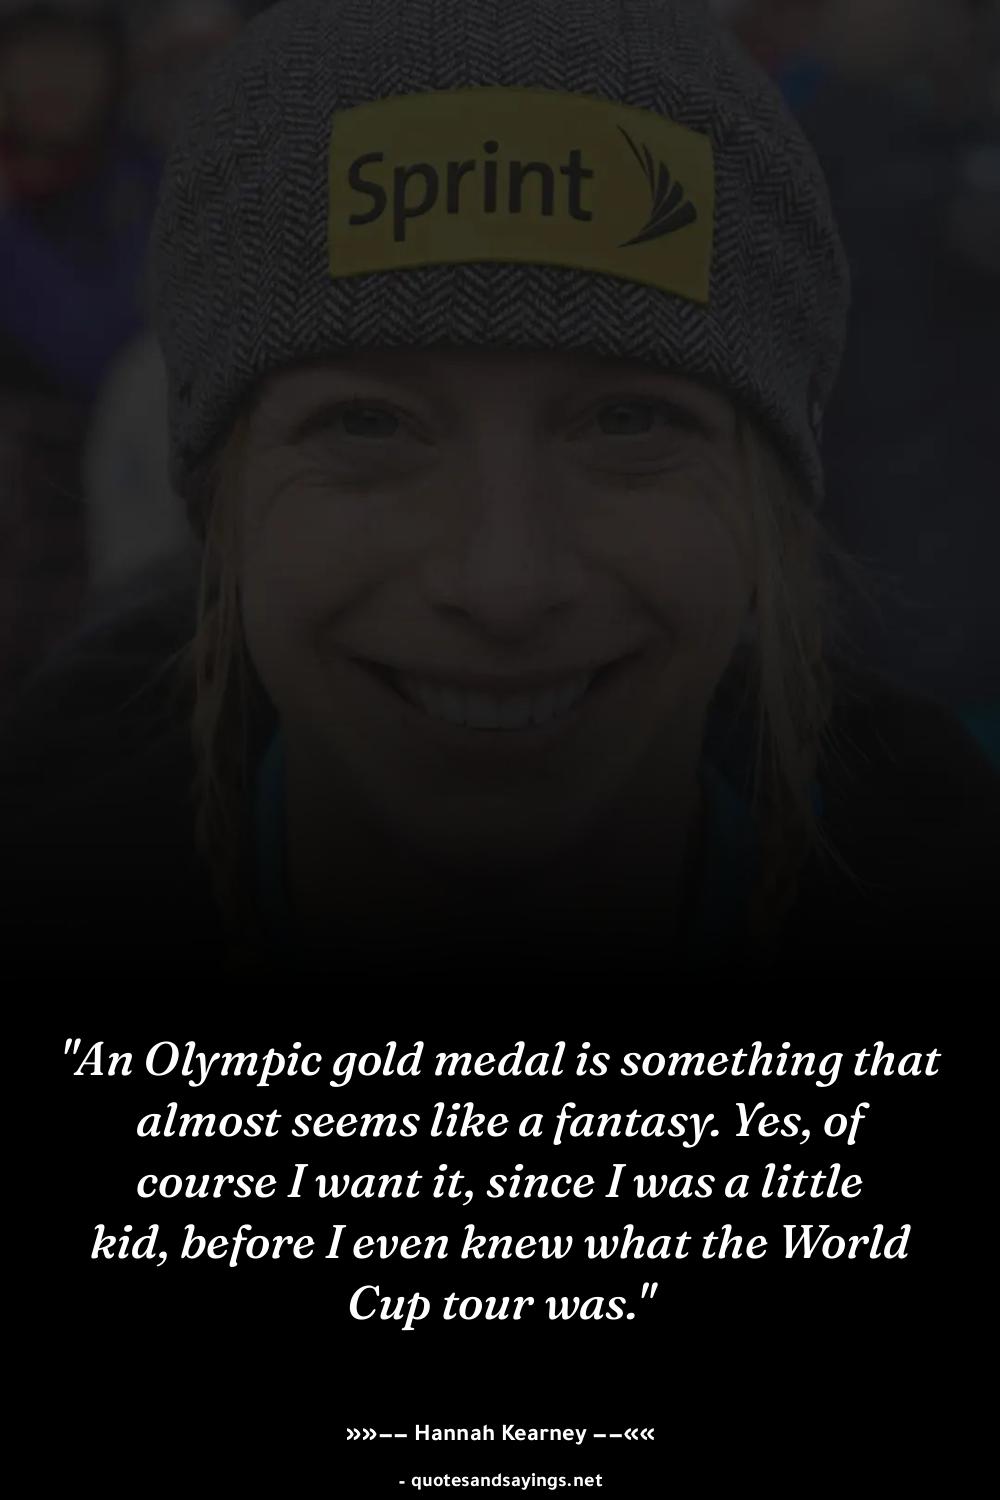 Sprint
"An Olympic gold medal is something that
almost seems like a fantasy. Yes, of
course I want it, since I was a little
kid, before I even knew what the World
Cup tour was."
»»–– Hannah Kearney ––««
- quotesandsayings.net